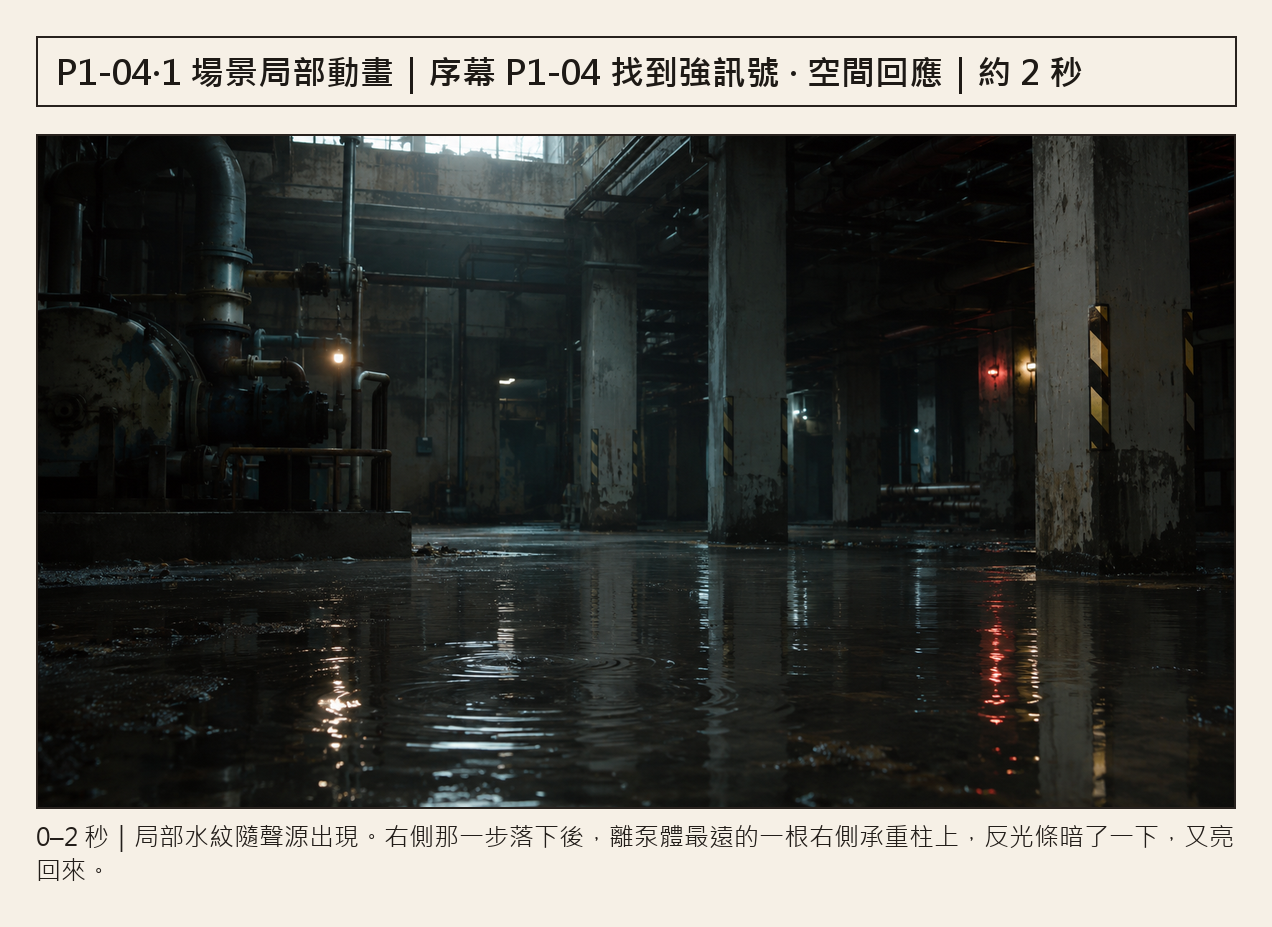 P1-04·1 場景局部動畫｜序幕 P1-04 找到強訊號 · 空間回應｜約 2 秒
0–2 秒｜局部水紋隨聲源出現。右側那一步落下後，離泵體最遠的一根右側承重柱上，反光條暗了一下，又亮
回來。